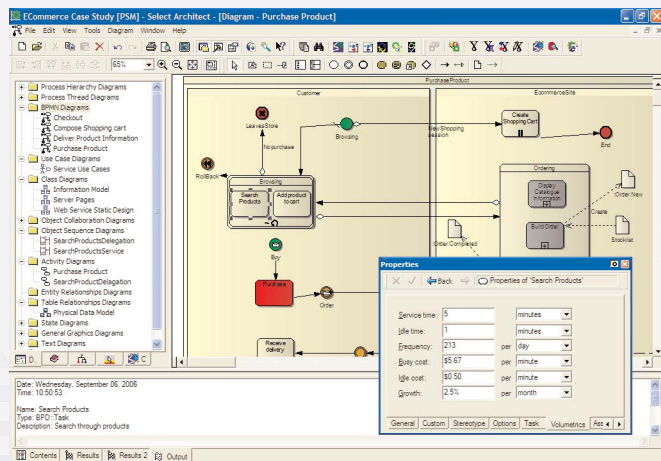 ECommerce Case Study [PSM] - Select Architect - [Diagram - Purchase Product]
File Edit View Tools Diagram Window Help
65%
Process Hierarchy Diagrams
Process Thread Diagrams
BPMN Diagrams
Checkout
Compose Shopping cart
Deliver Product Information
Purchase Product
Use Case Diagrams
Service Use Cases
Class Diagrams
Information Model
Server Pages
Web Service Static Design
Object Collaboration Diagrams
Object Sequence Diagrams
SearchProductsDelegation
SearchProductsService
Activity Diagrams
Purchase Product
SearchProductDelegation
Entity Relationships Diagrams
Table Relationships Diagrams
Physical Data Model
State Diagrams
General Graphics Diagrams
Text Diagrams
D..
C
PurchaseProduct
Customer
EcommerceSite
LeavesStore
No purchase
Browsing
New Shopping
session
Create
Shopping Cart
End
RollBack
Browsing
Search
Products
Add product
to cart
Ordering
Display
Catalogue
Information
Build Order
:Order.New
Create
Stocklist
:Order.Completed
Buy
Purchase
Order
Receive
delivery
Properties
Back
Properties of 'Search Products'
Service time: 5 minutes
Idle time: 1 minutes
Frequency: 213 per day
Busy cost: $5.67 per minute
Idle cost: $0.50 per minute
Growth: 2.5% per month
General Custom Stereotype Options Task Volumetrics Ass
Date: Wednesday, September 06, 2006
Time: 10:50:53
Name: Search Products
Type: BPD::Task
Description: Search through products
Contents Results Results 2 Output